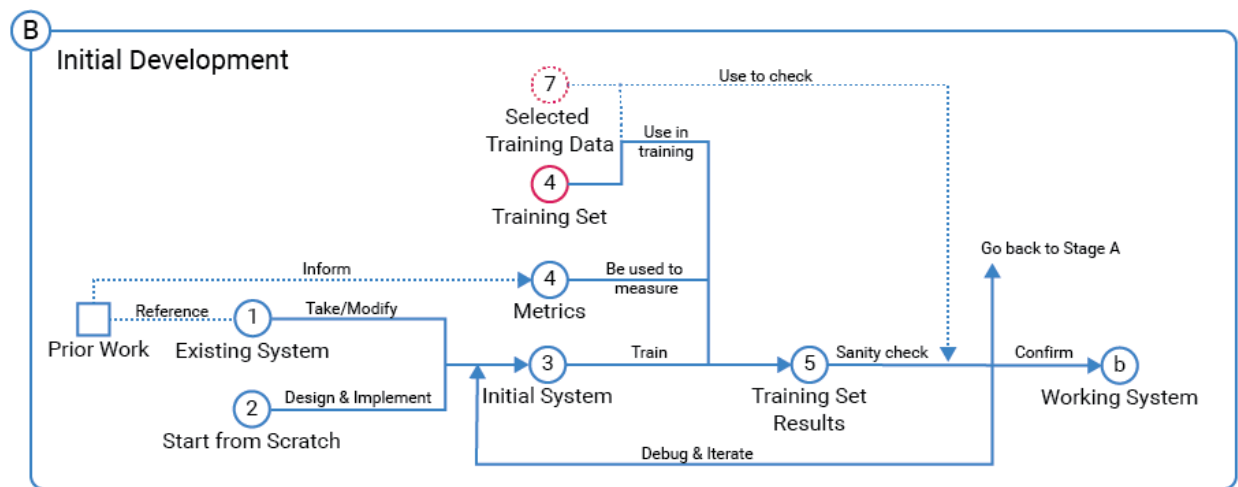 B
Initial Development
7
Use to check
Selected
Training Data
Use in
training
4
Training Set
Go back to Stage A
Inform
4
Be used to
measure
Metrics
Reference
1
Take/Modify
Prior Work
Existing System
Train
3
Initial System
5
Sanity check
Confirm
b
Training Set
Results
Working System
Design & Implement
2
Start from Scratch
Debug & Iterate